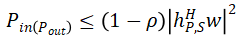 P_{in(P_{out})} ≤ (1 − ρ)|h_{P,S}^{H} w|^2